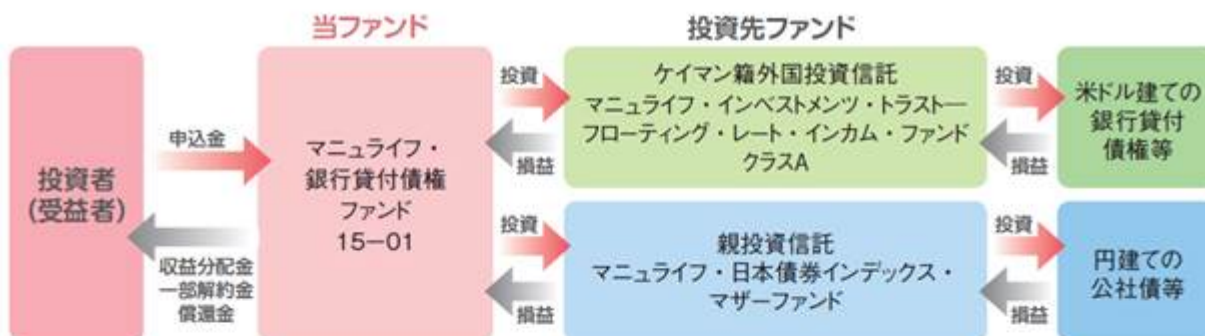 当ファンド
投資先ファンド
投資者
(受益者)
申込金
収益分配金
一部解約金
償還金
マニュライフ・
銀行貸付債権
ファンド
15−01
投資
損益
ケイマン籍外国投資信託
マニュライフ・インベストメンツ・トラスト―
フローティング・レート・インカム・ファンド
クラスA
投資
損益
米ドル建ての
銀行貸付
債権等
投資
損益
親投資信託
マニュライフ・日本債券インデックス・
マザーファンド
投資
損益
円建ての
公社債等